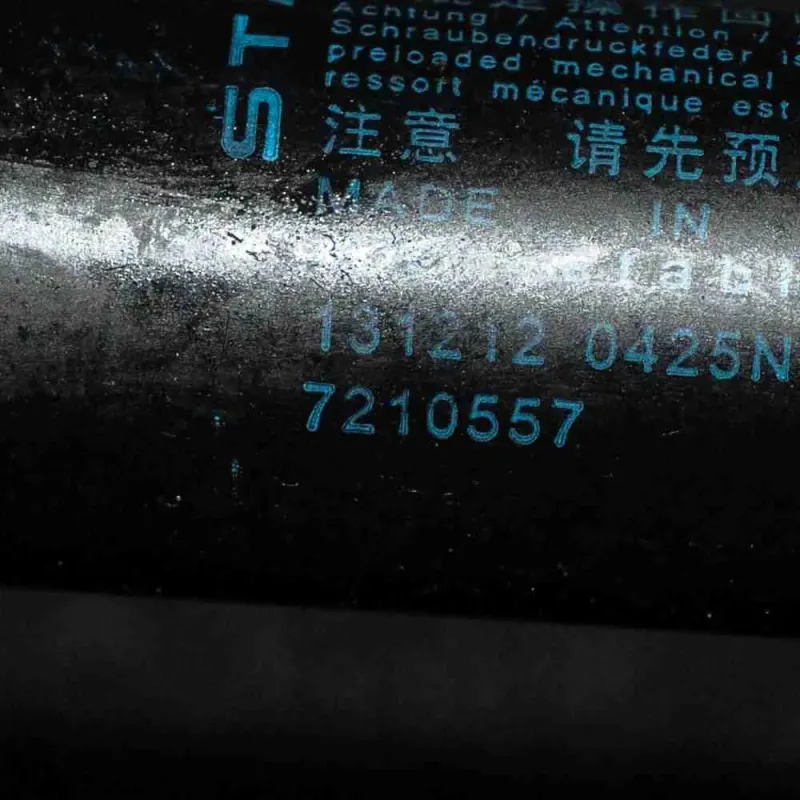 STA
Achtung / Attention /
Schraubendruckfeder is
preloaded mechanical
ressort mécanique est
注意 请先预
MADE IN
131212 0425N
7210557